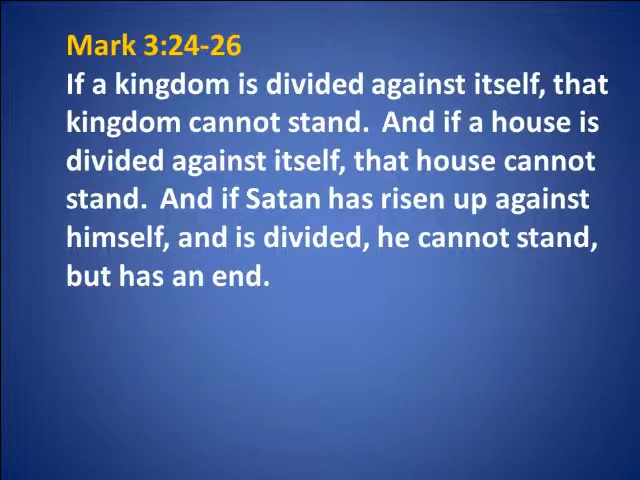 Mark 3:24-26
If a kingdom is divided against itself, that
kingdom cannot stand.  And if a house is
divided against itself, that house cannot
stand.  And if Satan has risen up against
himself, and is divided, he cannot stand,
but has an end.